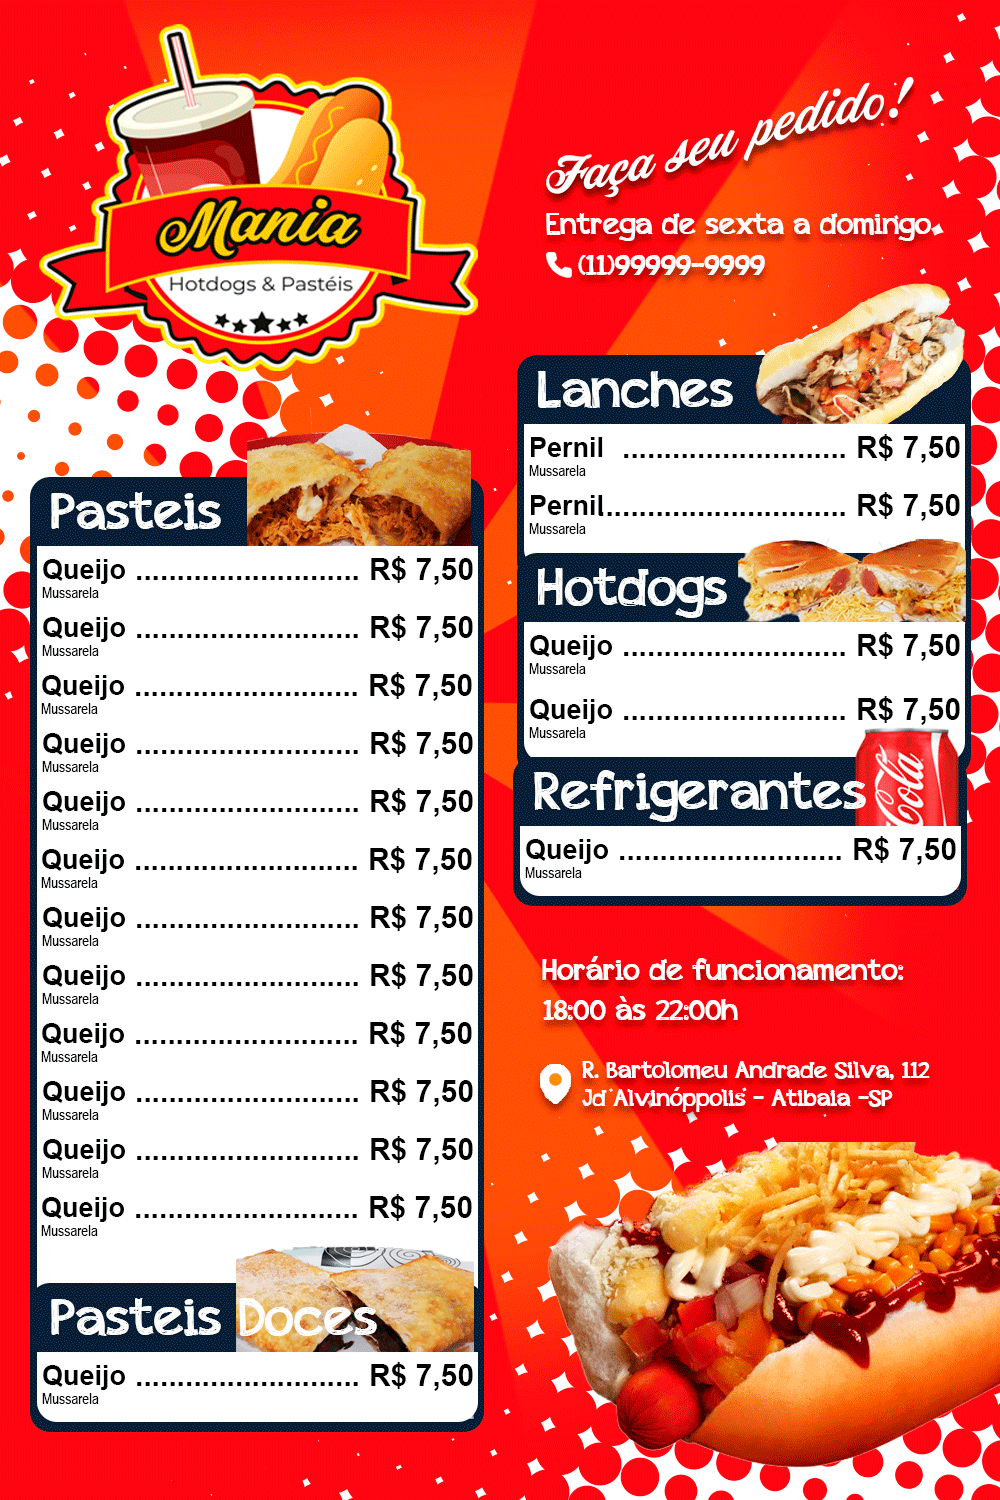 Mania
Hotdogs & Pastéis
Faça seu pedido!
Entrega de sexta a domingo
(11)99999-9999
Pasteis
Queijo ........................... R$ 7,50
Mussarela
Queijo ........................... R$ 7,50
Mussarela
Queijo ........................... R$ 7,50
Mussarela
Queijo ........................... R$ 7,50
Mussarela
Queijo ........................... R$ 7,50
Mussarela
Queijo ........................... R$ 7,50
Mussarela
Queijo ........................... R$ 7,50
Mussarela
Queijo ........................... R$ 7,50
Mussarela
Queijo ........................... R$ 7,50
Mussarela
Queijo ........................... R$ 7,50
Mussarela
Queijo ........................... R$ 7,50
Mussarela
Queijo ........................... R$ 7,50
Mussarela
Pasteis Doces
Queijo ........................... R$ 7,50
Mussarela
Lanches
Pernil ........................... R$ 7,50
Mussarela
Pernil............................. R$ 7,50
Mussarela
Hotdogs
Queijo ........................... R$ 7,50
Mussarela
Queijo ........................... R$ 7,50
Mussarela
Refrigerantes
Cola
Queijo ........................... R$ 7,50
Mussarela
Horário de funcionamento:
18:00 às 22:00h
R. Bartolomeu Andrade Silva, 112
Jd Alvinóppolis - Atibaia -SP